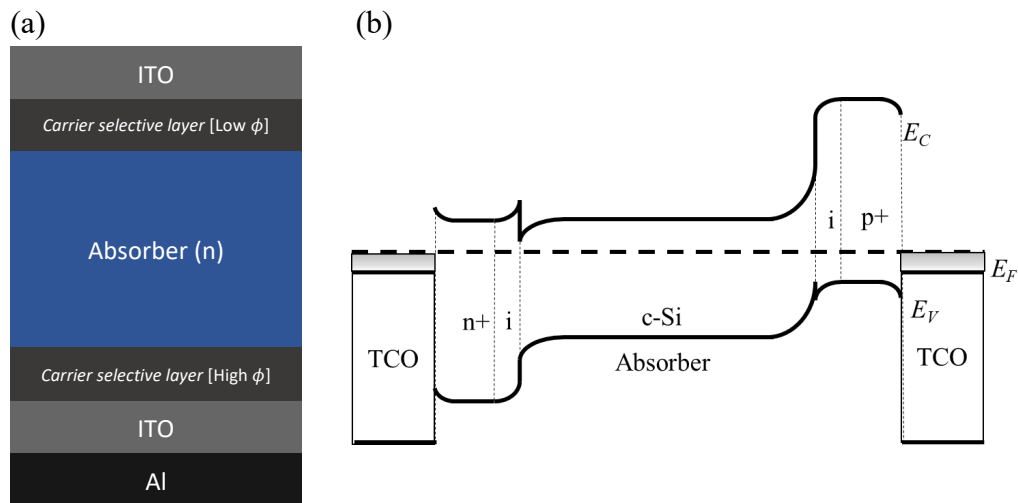 (a)
ITO
Carrier selective layer [Low ϕ]
Absorber (n)
Carrier selective layer [High ϕ]
ITO
Al
(b)
E_C
i
p+
E_F
n+
i
c-Si
E_V
TCO
Absorber
TCO